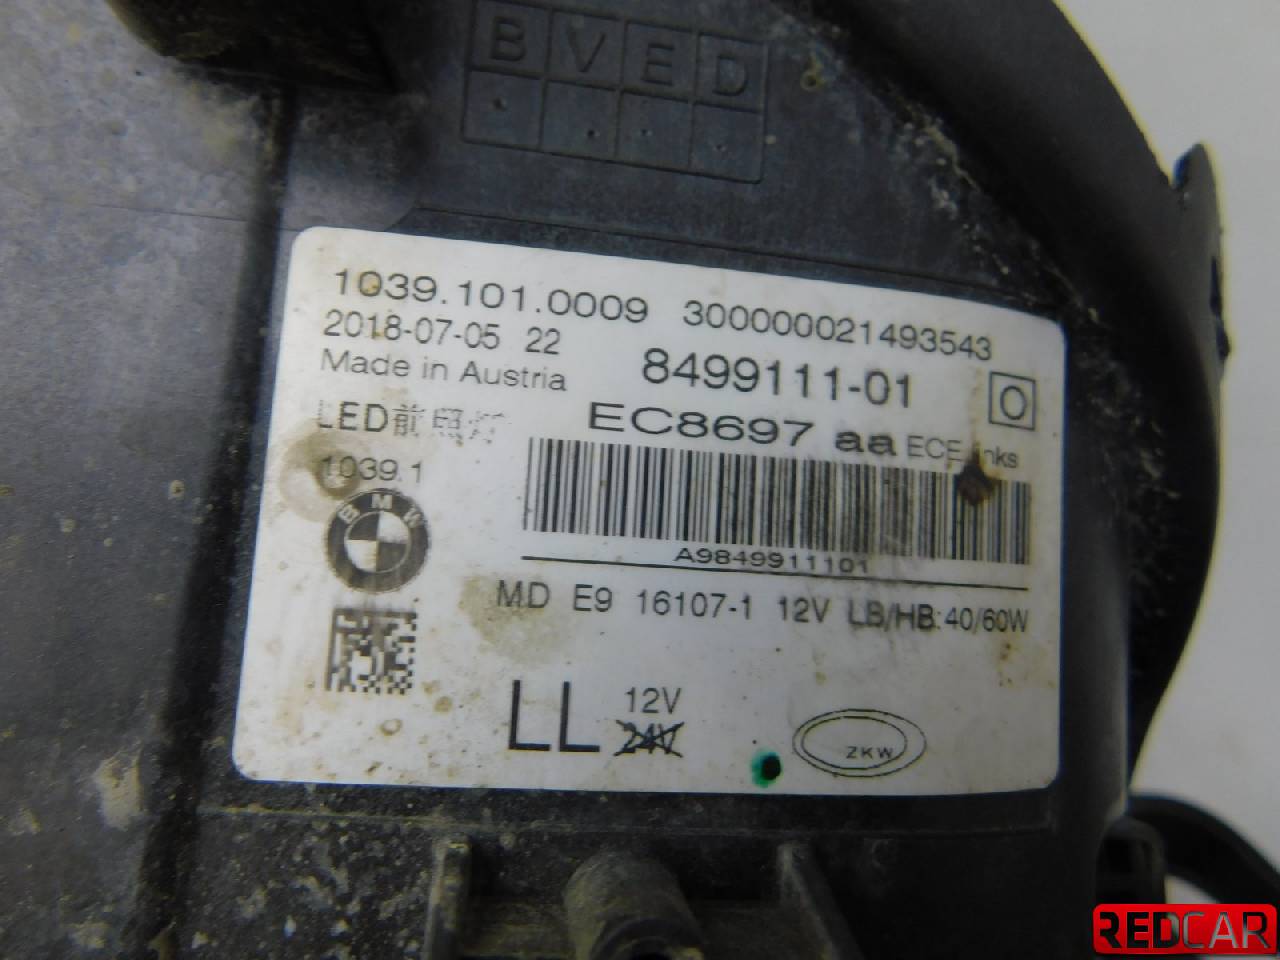 B V E D
1039.101.0009 300000021493543
2018-07-05 22
8499111-01 O
Made in Austria
LED前照灯
EC8697 aa ECE
1039.1
BMW
A9849911101
MD E9 16107-1 12V LB/HB:40/60W
LL 12V
24V
ZKW
REDCAR